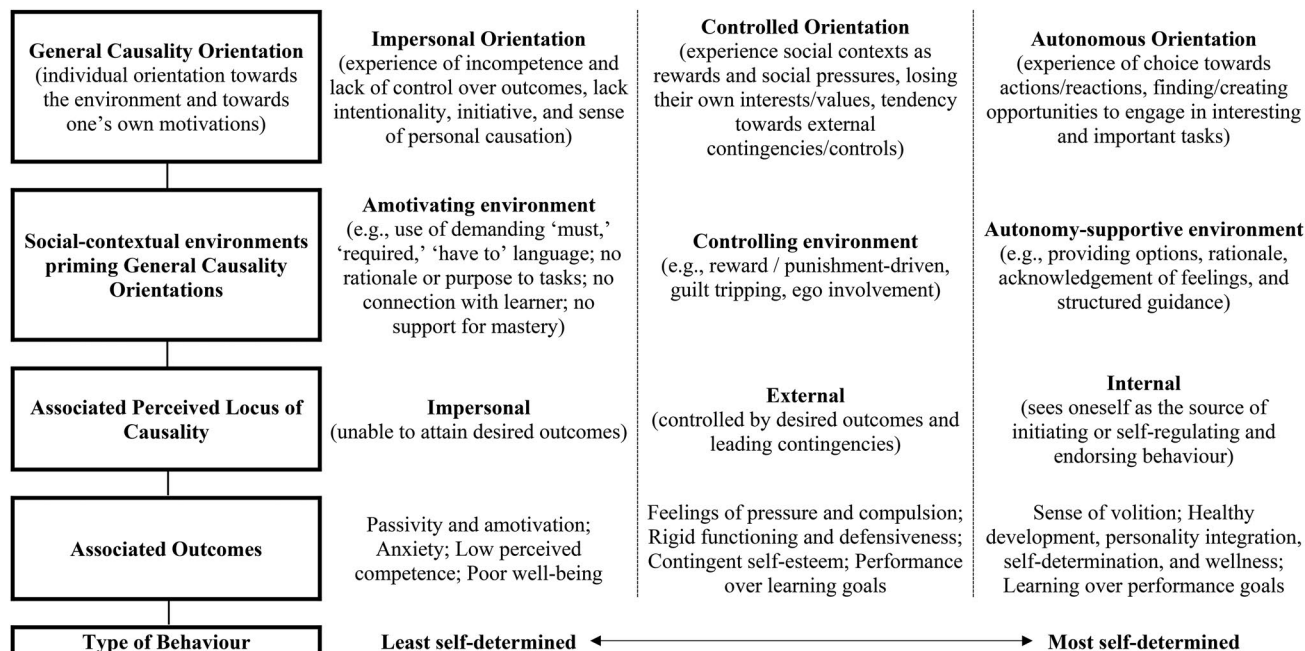 General Causality Orientation
(individual orientation towards
the environment and towards
one’s own motivations)
Impersonal Orientation
(experience of incompetence and
lack of control over outcomes, lack
intentionality, initiative, and sense
of personal causation)
Controlled Orientation
(experience social contexts as
rewards and social pressures, losing
their own interests/values, tendency
towards external
contingencies/controls)
Autonomous Orientation
(experience of choice towards
actions/reactions, finding/creating
opportunities to engage in interesting
and important tasks)
Social-contextual environments
priming General Causality
Orientations
Amotivating environment
(e.g., use of demanding ‘must,’
‘required,’ ‘have to’ language; no
rationale or purpose to tasks; no
connection with learner; no
support for mastery)
Controlling environment
(e.g., reward / punishment-driven,
guilt tripping, ego involvement)
Autonomy-supportive environment
(e.g., providing options, rationale,
acknowledgement of feelings, and
structured guidance)
Associated Perceived Locus of
Causality
Impersonal
(unable to attain desired outcomes)
External
(controlled by desired outcomes and
leading contingencies)
Internal
(sees oneself as the source of
initiating or self-regulating and
endorsing behaviour)
Associated Outcomes
Passivity and amotivation;
Anxiety; Low perceived
competence; Poor well-being
Feelings of pressure and compulsion;
Rigid functioning and defensiveness;
Contingent self-esteem; Performance
over learning goals
Sense of volition; Healthy
development, personality integration,
self-determination, and wellness;
Learning over performance goals
Type of Behaviour
Least self-determined
Most self-determined